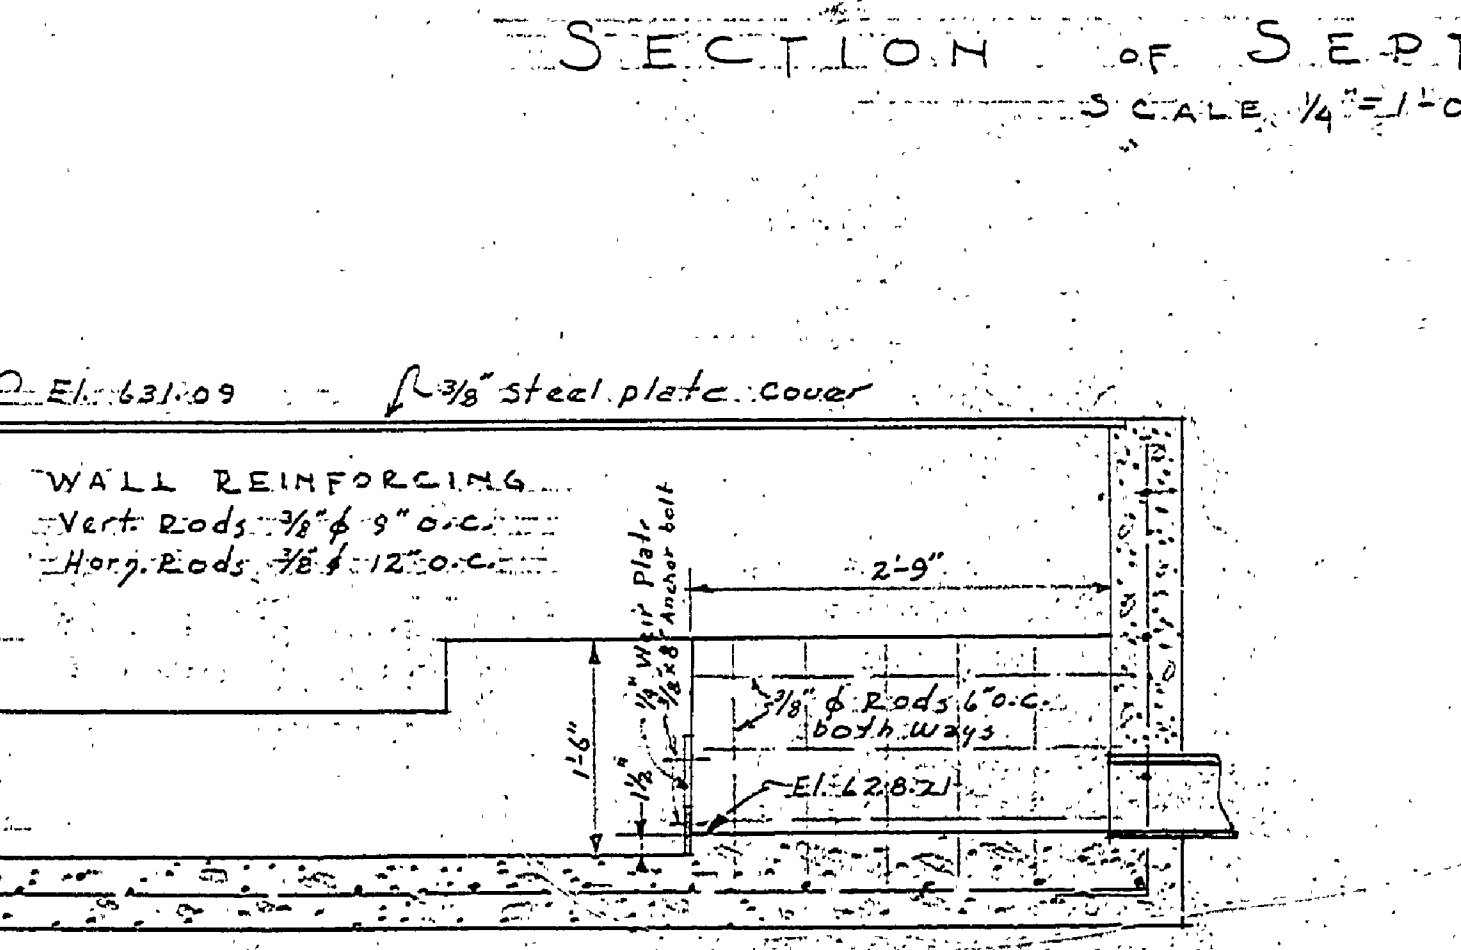 SECTION OF SEPT
SCALE 1/4"=1'-0
El. 631.09
3/8" steel plate cover
WALL REINFORCING
Vert. Rods 3/8"ϕ 9" o.c.
Horz. Rods 3/8"ϕ 12" o.c.
1/4" Weir Plate
3/8"x8" Anchor bolt
2'-9"
3/8" ϕ Rods 6" o.c.
both ways
1'-6"
1 1/2"
El. 628.21